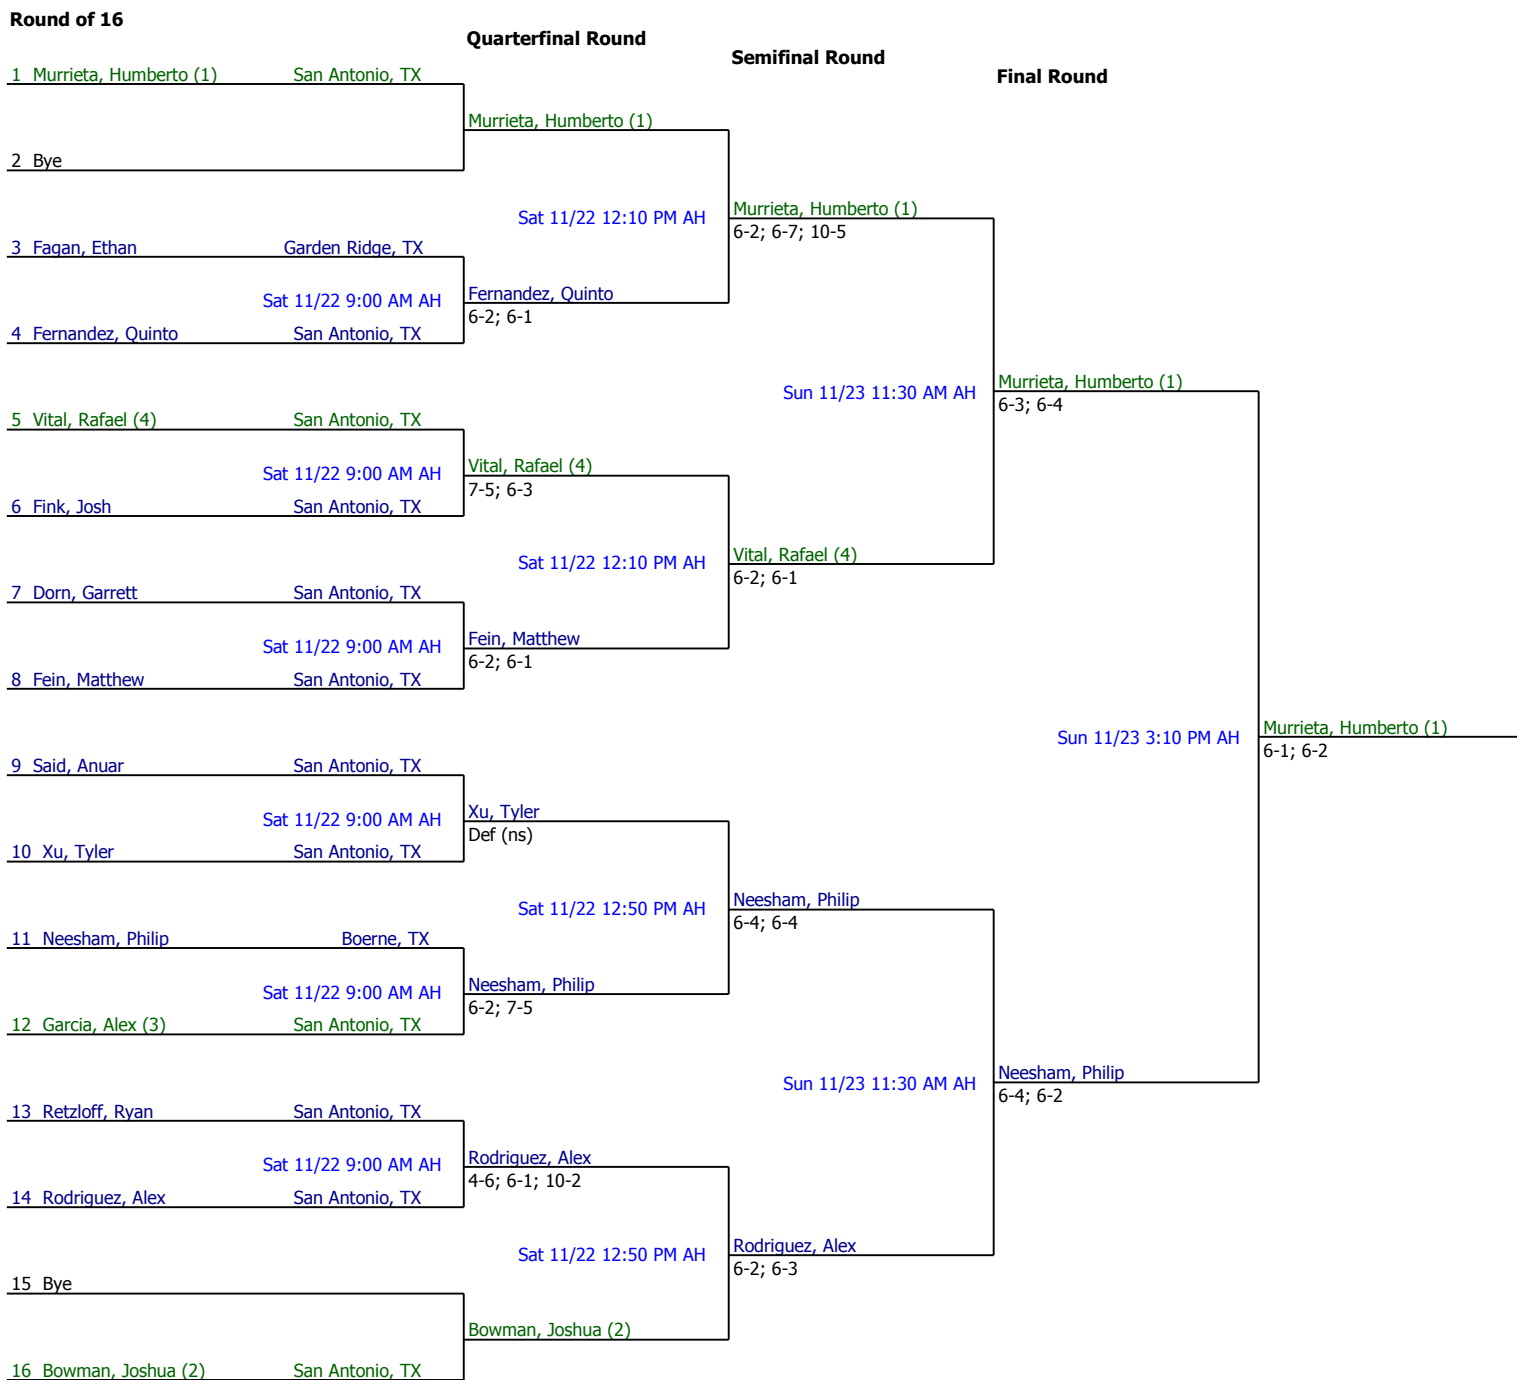 Round of 16
Quarterfinal Round
Semifinal Round
Final Round
1 Murrieta, Humberto (1) San Antonio, TX
Murrieta, Humberto (1)
2 Bye
Sat 11/22 12:10 PM AH
Murrieta, Humberto (1)
6-2; 6-7; 10-5
3 Fagan, Ethan Garden Ridge, TX
Sat 11/22 9:00 AM AH
Fernandez, Quinto
6-2; 6-1
4 Fernandez, Quinto San Antonio, TX
Sun 11/23 11:30 AM AH
Murrieta, Humberto (1)
6-3; 6-4
5 Vital, Rafael (4) San Antonio, TX
Sat 11/22 9:00 AM AH
Vital, Rafael (4)
7-5; 6-3
6 Fink, Josh San Antonio, TX
Sat 11/22 12:10 PM AH
Vital, Rafael (4)
6-2; 6-1
7 Dorn, Garrett San Antonio, TX
Sat 11/22 9:00 AM AH
Fein, Matthew
6-2; 6-1
8 Fein, Matthew San Antonio, TX
Sun 11/23 3:10 PM AH
Murrieta, Humberto (1)
6-1; 6-2
9 Said, Anuar San Antonio, TX
Sat 11/22 9:00 AM AH
Xu, Tyler
Def (ns)
10 Xu, Tyler San Antonio, TX
Sat 11/22 12:50 PM AH
Neesham, Philip
6-4; 6-4
11 Neesham, Philip Boerne, TX
Sat 11/22 9:00 AM AH
Neesham, Philip
6-2; 7-5
12 Garcia, Alex (3) San Antonio, TX
Sun 11/23 11:30 AM AH
Neesham, Philip
6-4; 6-2
13 Retzloff, Ryan San Antonio, TX
Sat 11/22 9:00 AM AH
Rodriguez, Alex
4-6; 6-1; 10-2
14 Rodriguez, Alex San Antonio, TX
Sat 11/22 12:50 PM AH
Rodriguez, Alex
6-2; 6-3
15 Bye
Bowman, Joshua (2)
16 Bowman, Joshua (2) San Antonio, TX